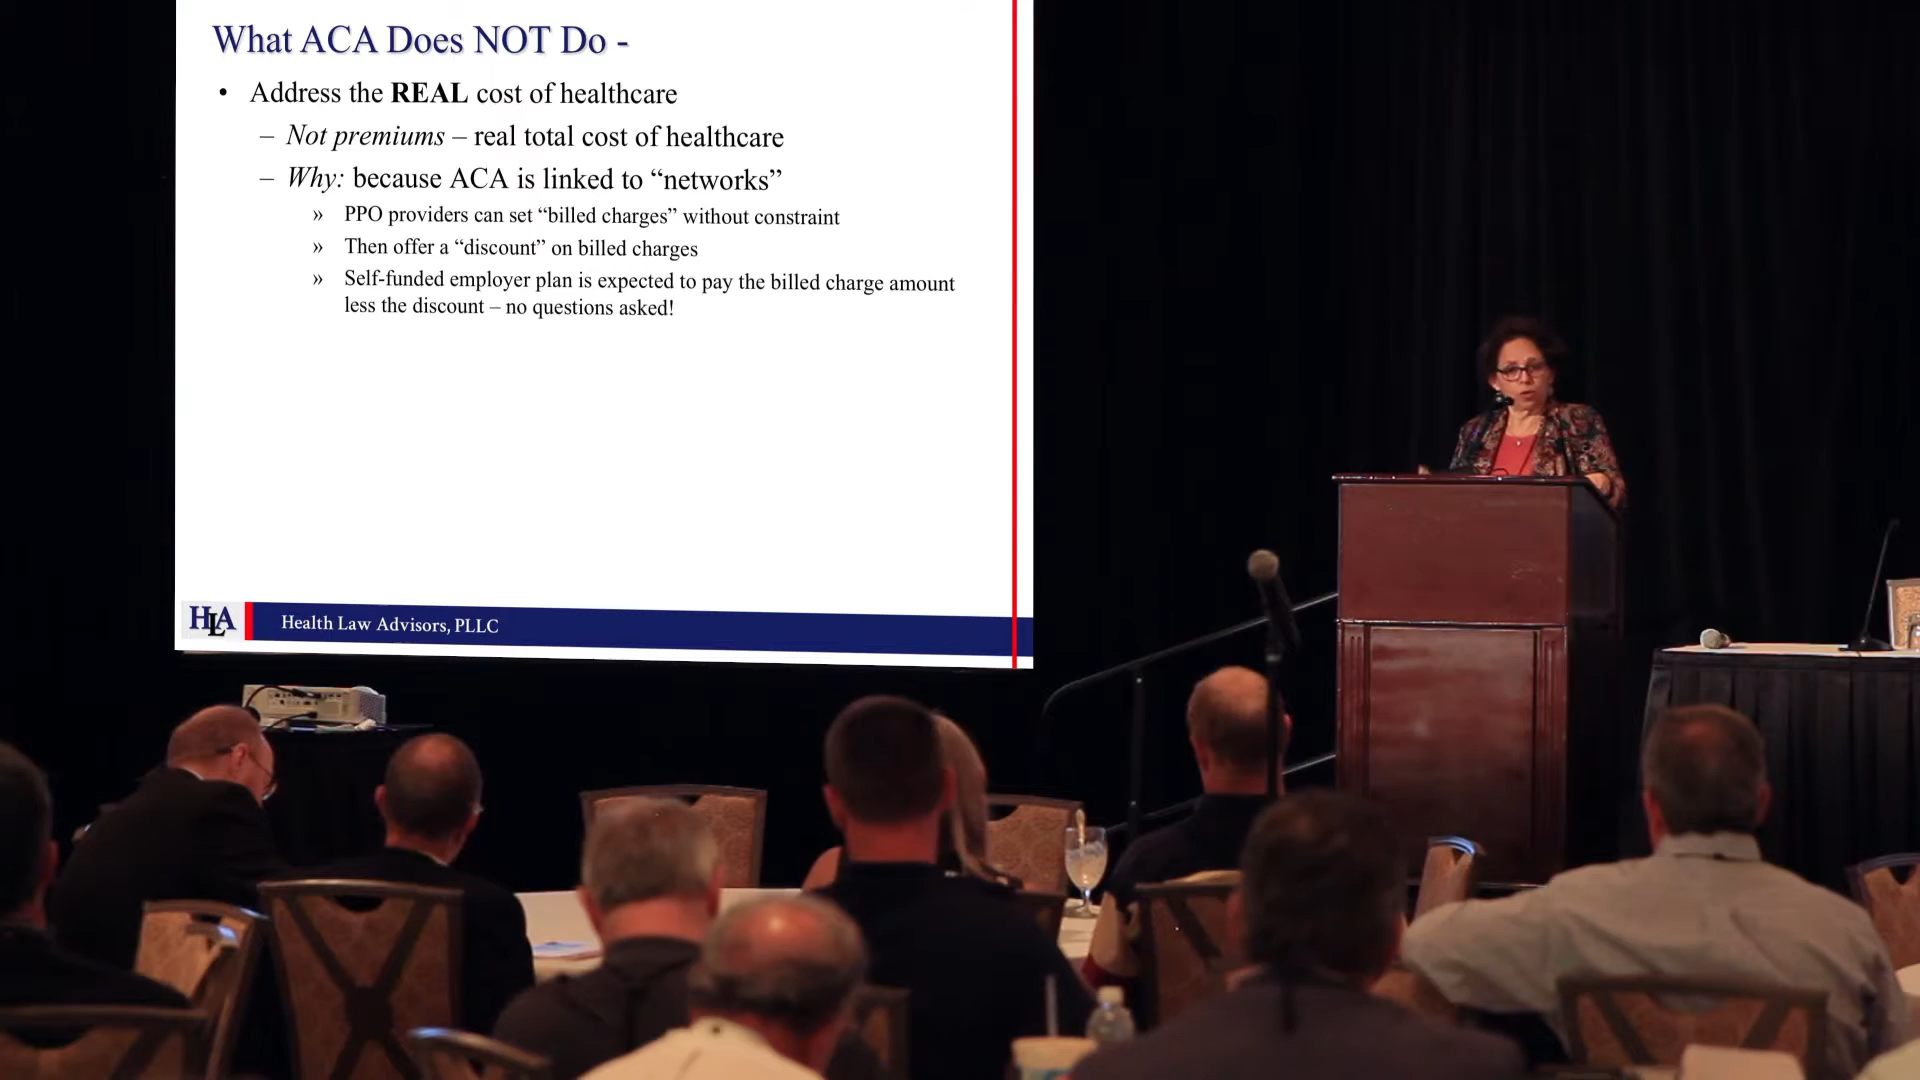 What ACA Does NOT Do -
• Address the REAL cost of healthcare
– Not premiums – real total cost of healthcare
– Why: because ACA is linked to “networks”
» PPO providers can set “billed charges” without constraint
» Then offer a “discount” on billed charges
» Self-funded employer plan is expected to pay the billed charge amount
less the discount – no questions asked!
HLA
Health Law Advisors, PLLC